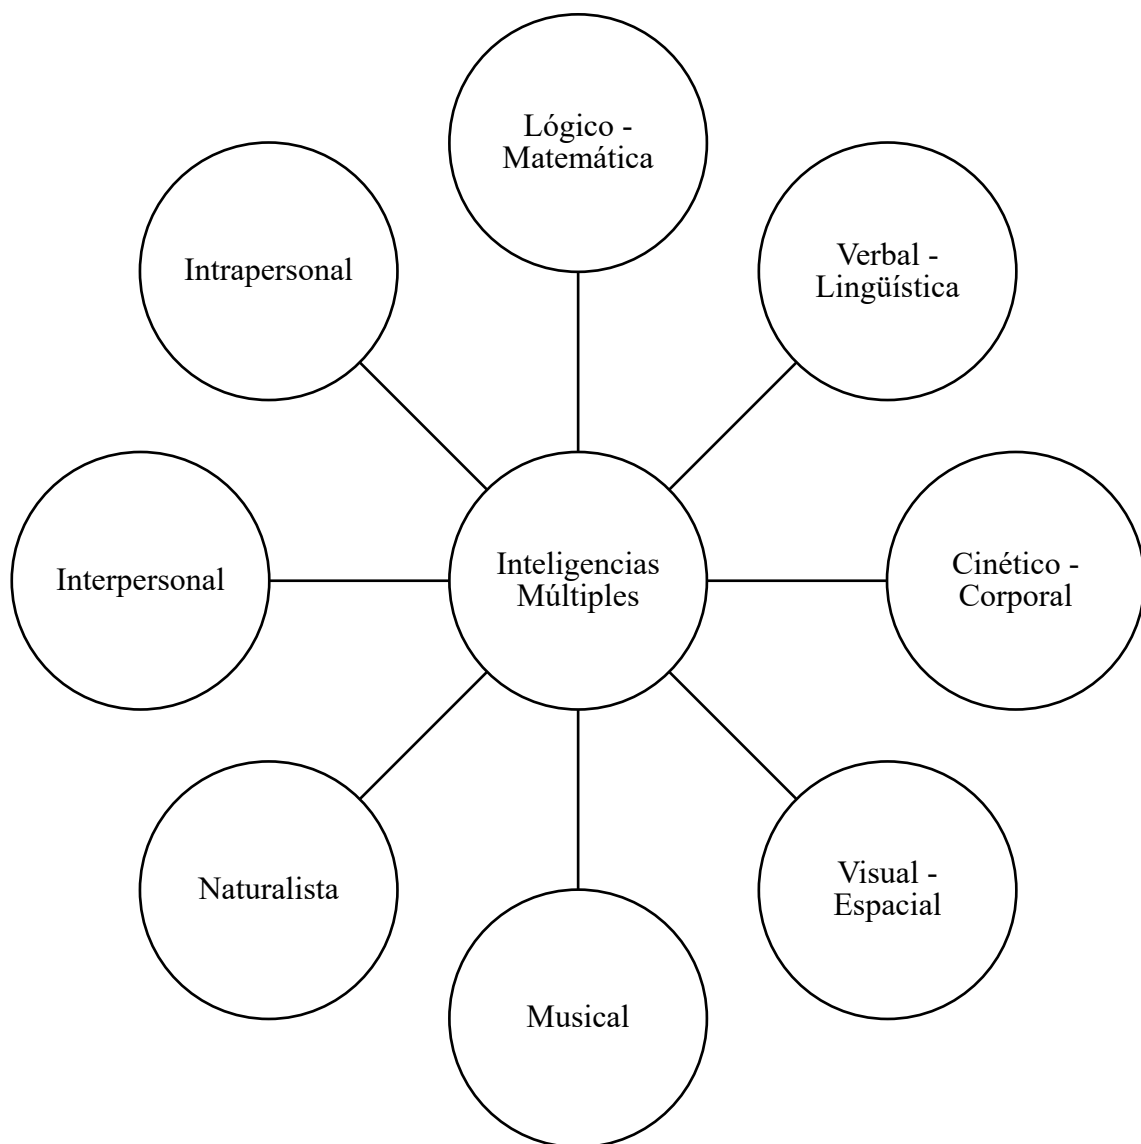 Lógico -
Matemática
Intrapersonal
Verbal -
Lingüística
Interpersonal
Inteligencias
Múltiples
Cinético -
Corporal
Naturalista
Visual -
Espacial
Musical